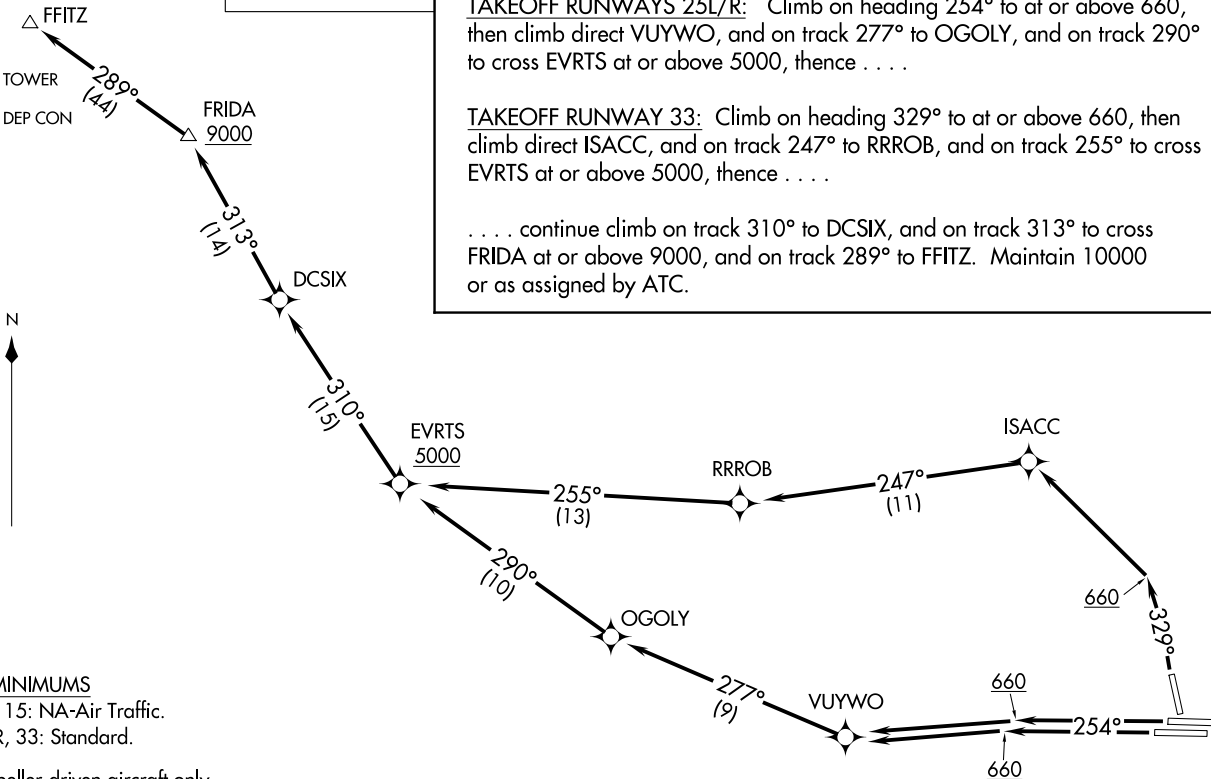 TAKEOFF RUNWAYS 25L/R: Climb on heading 254° to at or above 660,
then climb direct VUYWO, and on track 277° to OGOLY, and on track 290°
to cross EVRTS at or above 5000, thence . . . .
TAKEOFF RUNWAY 33: Climb on heading 329° to at or above 660, then
climb direct ISACC, and on track 247° to RRROB, and on track 255° to cross
EVRTS at or above 5000, thence . . . .
. . . . continue climb on track 310° to DCSIX, and on track 313° to cross
FRIDA at or above 9000, and on track 289° to FFITZ. Maintain 10000
or as assigned by ATC.
FFITZ
TOWER
DEP CON
289°
(44)
FRIDA
9000
313°
(14)
DCSIX
N
310°
(15)
EVRTS
5000
255°
(13)
RRROB
247°
(11)
ISACC
660
329°
290°
(10)
OGOLY
277°
(9)
VUYWO
660
254°
660
MINIMUMS
15: NA-Air Traffic.
R, 33: Standard.
peller driven aircraft only